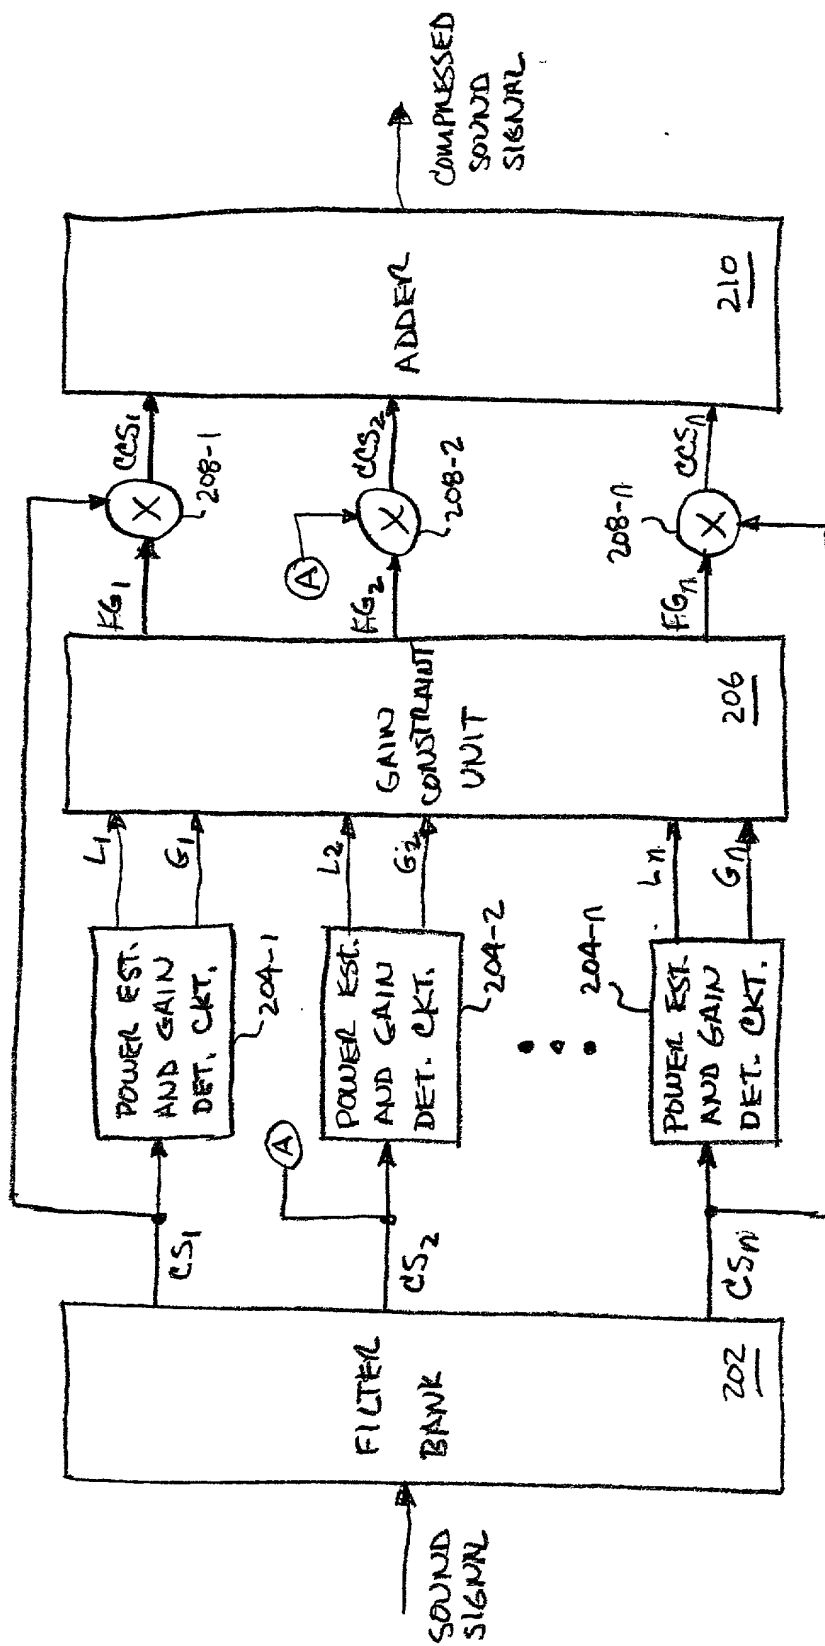 SOUND
SIGNAL
FILTER
BANK
202
CS1
CS2
CSn
A
POWER EST.
AND GAIN
DET. CKT.
204-1
POWER EST.
AND GAIN
DET. CKT.
204-2
POWER EST.
AND GAIN
DET. CKT.
204-n
L1
G1
L2
G2
Ln
Gn
GAIN
CONSTRAINT
UNIT
206
FG1
FG2
FGn
A
X
208-1
X
208-2
X
208-n
CCS1
CCS2
CCSn
ADDER
210
COMPRESSED
SOUND
SIGNAL